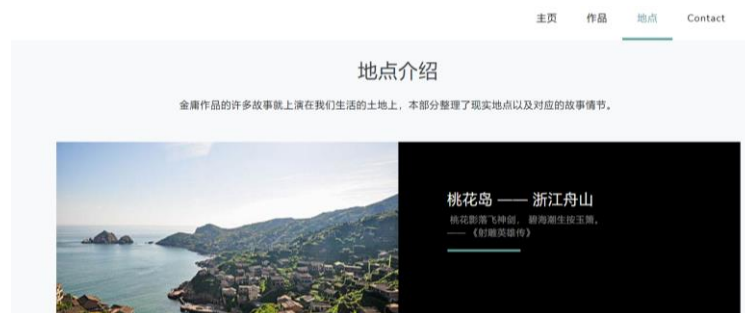 主页 作品 地点 Contact
地点介绍
金庸作品的许多故事就上演在我们生活的土地上，本部分整理了现实地点以及对应的故事情节。
桃花岛 —— 浙江舟山
桃花影落飞神剑， 碧海潮生按玉箫。
—— 《射雕英雄传》